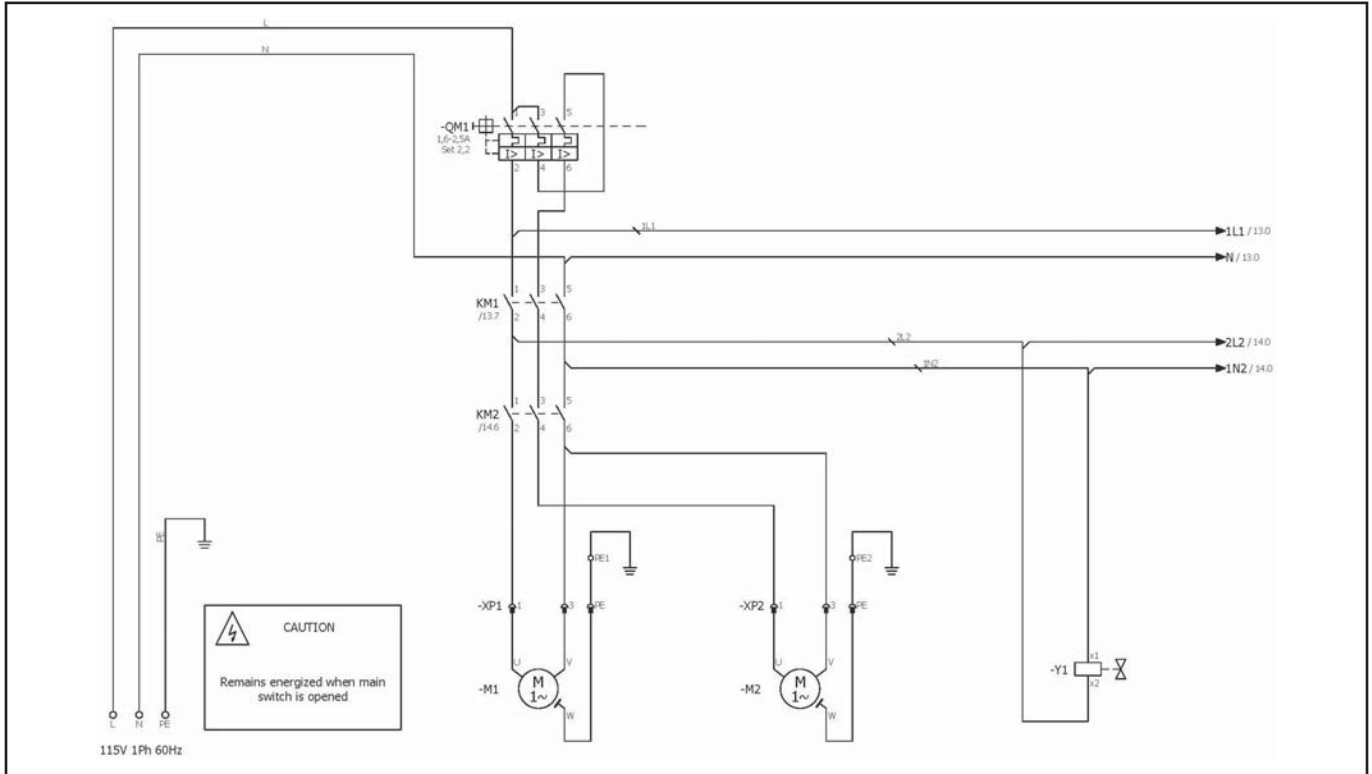 L
N
1 3 5
-QM1
1,6-2,5A
Set 2,2
I> I> I>
2 4 6
1L1
1L1 / 13.0
N / 13.0
1 3 5
KM1
/13.7
2 4 6
2L2
2L2 / 14.0
1N2
1N2 / 14.0
1 3 5
KM2
/14.6
2 4 6
PE
PE1
PE2
-XP1 1 3 PE
-XP2 1 3 PE
CAUTION
Remains energized when main
switch is opened
U V
-M1
M
1~
W
U V
-M2
M
1~
W
-Y1
x1
x2
L N PE
115V 1Ph 60Hz